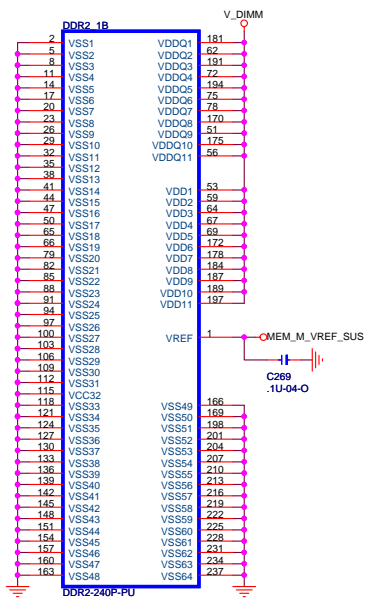 V_DIMM
DDR2_1B
2 VSS1 VDDQ1 181
5 VSS2 VDDQ2 62
8 VSS3 VDDQ3 191
11 VSS4 VDDQ4 72
14 VSS5 VDDQ5 194
17 VSS6 VDDQ6 75
20 VSS7 VDDQ7 78
23 VSS8 VDDQ8 170
26 VSS9 VDDQ9 51
29 VSS10 VDDQ10 175
32 VSS11 VDDQ11 56
35 VSS12
38 VSS13
41 VSS14 VDD1 53
44 VSS15 VDD2 59
47 VSS16 VDD3 64
50 VSS17 VDD4 67
65 VSS18 VDD5 69
66 VSS19 VDD6 172
79 VSS20 VDD7 178
82 VSS21 VDD8 184
85 VSS22 VDD9 187
88 VSS23 VDD10 189
91 VSS24 VDD11 197
94 VSS25
97 VSS26
100 VSS27 VREF 1 MEM_M_VREF_SUS
103 VSS28
106 VSS29
109 VSS30
C269
112 VSS31
.1U-04-O
115 VCC32
118 VSS33 VSS49 166
121 VSS34 VSS50 169
124 VSS35 VSS51 198
127 VSS36 VSS52 201
130 VSS37 VSS53 204
133 VSS38 VSS54 207
136 VSS39 VSS55 210
139 VSS40 VSS56 213
142 VSS41 VSS57 216
145 VSS42 VSS58 219
148 VSS43 VSS59 222
151 VSS44 VSS60 225
154 VSS45 VSS61 228
157 VSS46 VSS62 231
160 VSS47 VSS63 234
163 VSS48 VSS64 237
DDR2-240P-PU